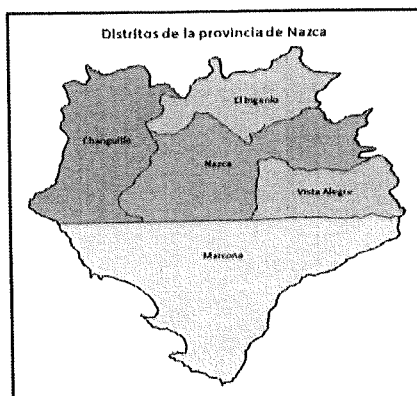 Distritos de la provincia de Nazca
El Ingenio
Changuillo
Nazca
Vista Alegre
Marcona